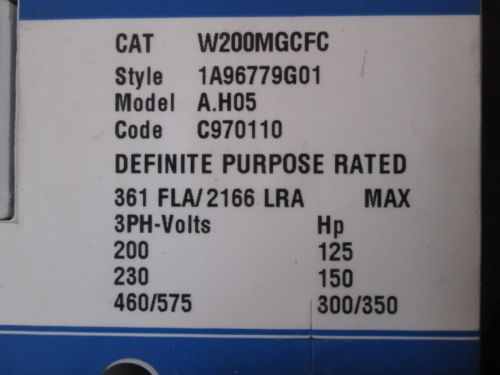 CAT W200MGCFC
Style 1A96779G01
Model A.H05
Code C970110
DEFINITE PURPOSE RATED
361 FLA/2166 LRA MAX
3PH-Volts Hp
200 125
230 150
460/575 300/350